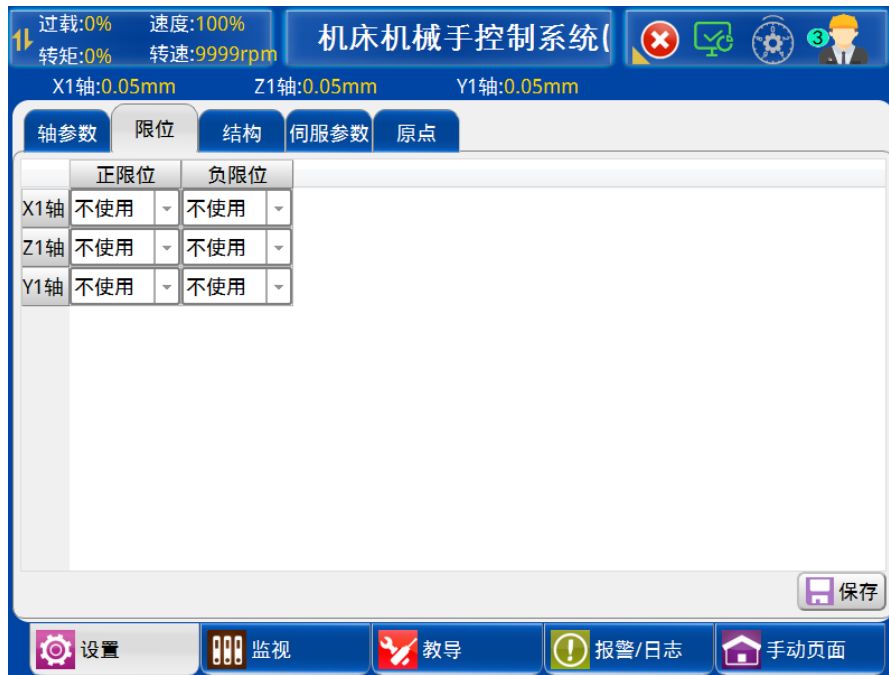 过载:0% 速度:100%
转矩:0% 转速:9999rpm
机床机械手控制系统(
3
X1轴:0.05mm Z1轴:0.05mm Y1轴:0.05mm
轴参数 限位 结构 伺服参数 原点
正限位 负限位
X1轴 不使用 不使用
Z1轴 不使用 不使用
Y1轴 不使用 不使用
保存
设置 监视 教导 报警/日志 手动页面